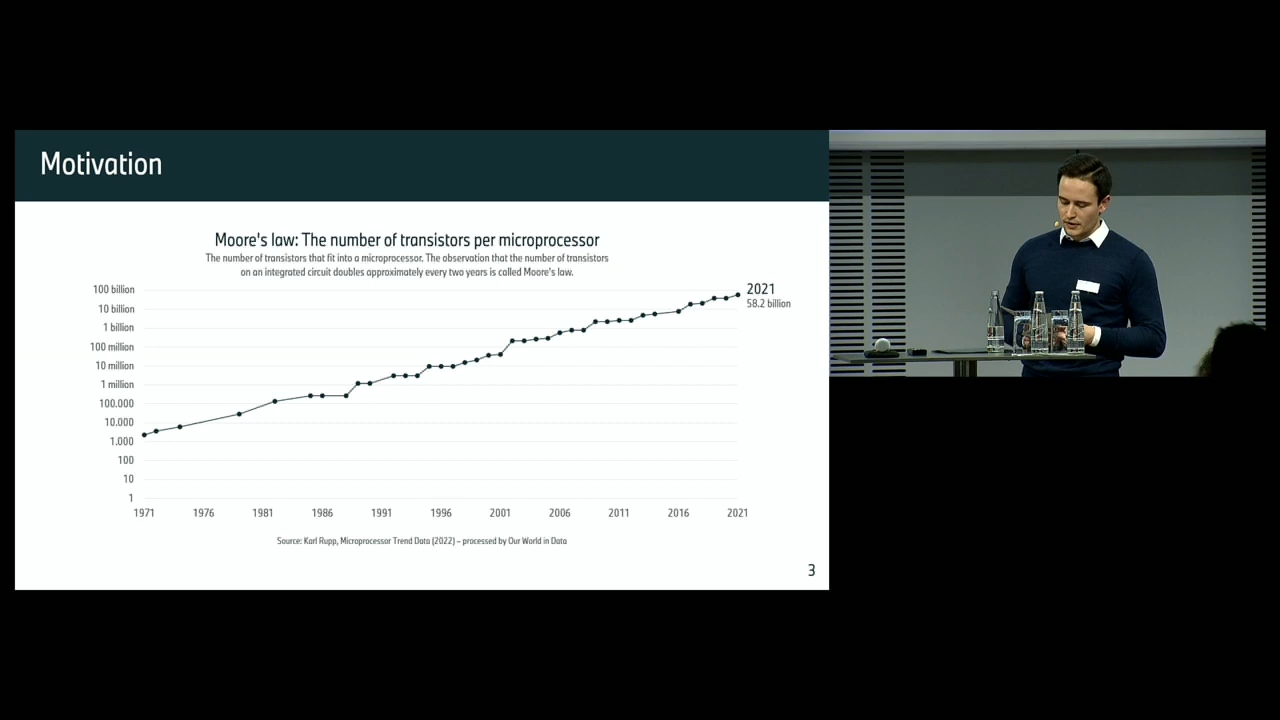 Motivation
Moore's law: The number of transistors per microprocessor
The number of transistors that fit into a microprocessor. The observation that the number of transistors
on an integrated circuit doubles approximately every two years is called Moore's law.
100 billion
10 billion
1 billion
100 million
10 million
1 million
100.000
10.000
1.000
100
10
1
2021
58.2 billion
1971 1976 1981 1986 1991 1996 2001 2006 2011 2016 2021
Source: Karl Rupp, Microprocessor Trend Data (2022) – processed by Our World in Data
3